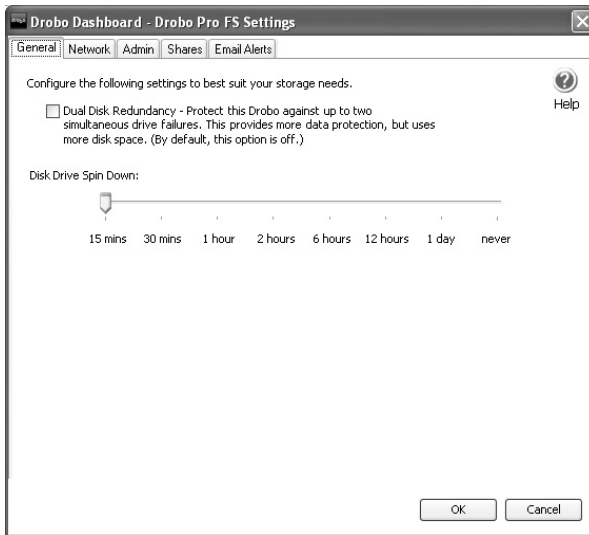 Drobo Dashboard - Drobo Pro FS Settings
General Network Admin Shares Email Alerts
Configure the following settings to best suit your storage needs.
Help
Dual Disk Redundancy - Protect this Drobo against up to two
simultaneous drive failures. This provides more data protection, but uses
more disk space. (By default, this option is off.)
Disk Drive Spin Down:
15 mins 30 mins 1 hour 2 hours 6 hours 12 hours 1 day never
OK Cancel